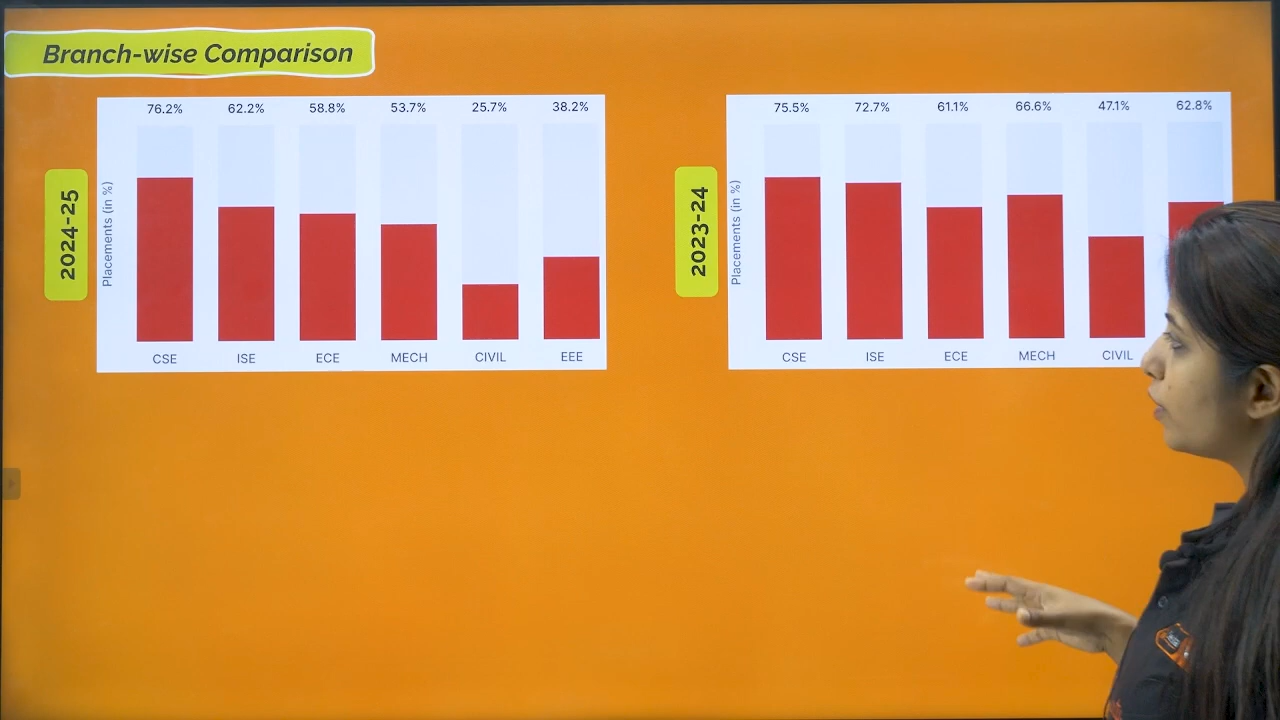 Branch-wise Comparison
2024-25
Placements (in %)
76.2% 62.2% 58.8% 53.7% 25.7% 38.2%
CSE ISE ECE MECH CIVIL EEE
2023-24
Placements (in %)
75.5% 72.7% 61.1% 66.6% 47.1% 62.8%
CSE ISE ECE MECH CIVIL